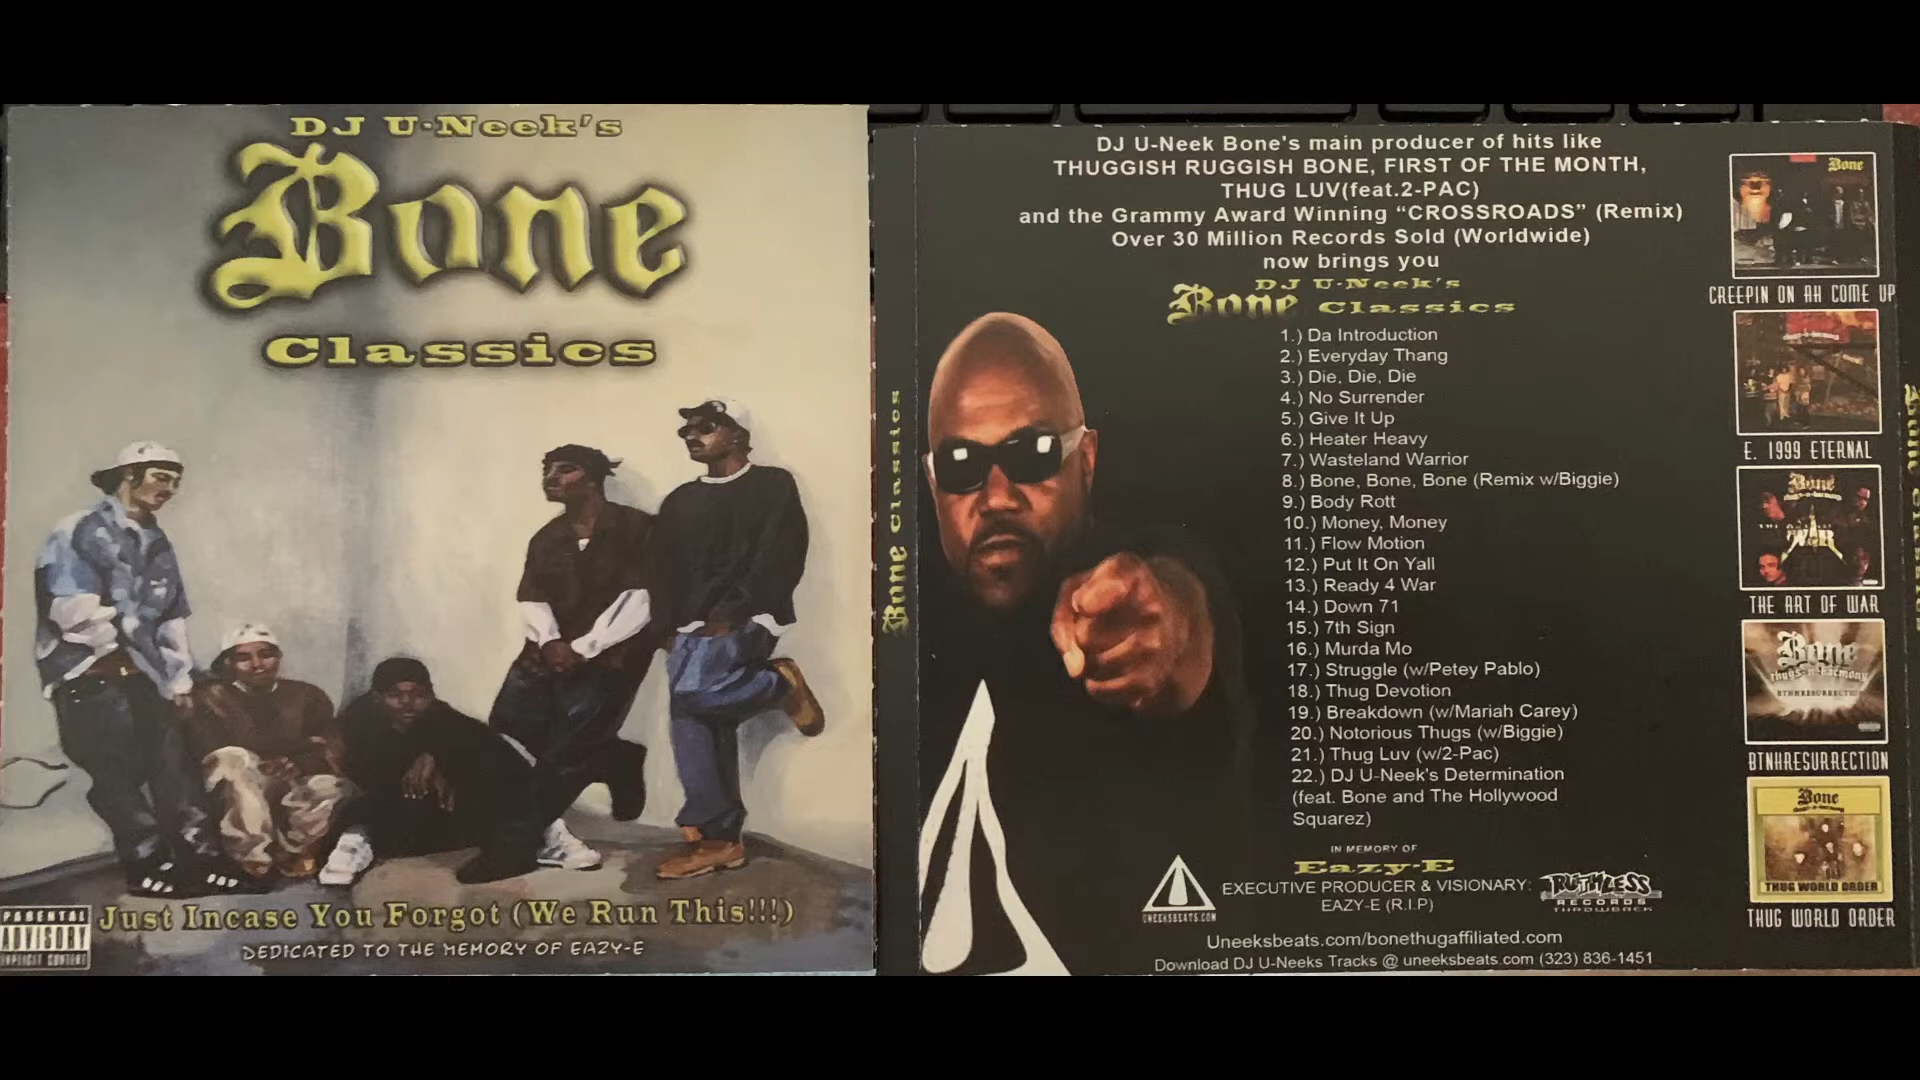 DJ U-Neek's
Bone
Classics
Just Incase You Forgot (We Run This!!!)
DEDICATED TO THE MEMORY OF EAZY-E
PARENTAL
ADVISORY
EXPLICIT CONTENT
Bone Classics
DJ U-Neek Bone's main producer of hits like
THUGGISH RUGGISH BONE, FIRST OF THE MONTH,
THUG LUV(feat.2-PAC)
and the Grammy Award Winning “CROSSROADS” (Remix)
Over 30 Million Records Sold (Worldwide)
now brings you
DJ U-Neek's
Bone Classics
1.) Da Introduction
2.) Everyday Thang
3.) Die, Die, Die
4.) No Surrender
5.) Give It Up
6.) Heater Heavy
7.) Wasteland Warrior
8.) Bone, Bone, Bone (Remix w/Biggie)
9.) Body Rott
10.) Money, Money
11.) Flow Motion
12.) Put It On Yall
13.) Ready 4 War
14.) Down 71
15.) 7th Sign
16.) Murda Mo
17.) Struggle (w/Petey Pablo)
18.) Thug Devotion
19.) Breakdown (w/Mariah Carey)
20.) Notorious Thugs (w/Biggie)
21.) Thug Luv (w/2-Pac)
22.) DJ U-Neek's Determination
(feat. Bone and The Hollywood
Squarez)
IN MEMORY OF
Eazy-E
EXECUTIVE PRODUCER & VISIONARY:
EAZY-E (R.I.P)
RUTHLESS
RECORDS
THROWBACK
UNEEKSBEATS.COM
Uneeksbeats.com/bonethugaffiliated.com
Download DJ U-Neeks Tracks @ uneeksbeats.com (323) 836-1451
Bone
CREEPIN ON AH COME UP
E. 1999 ETERNAL
Bone
thugs-n-harmony
WAR
THE ART OF WAR
Bone
thugs-n-harmony
BTNHRESURRECTION
BTNHRESURRECTION
Bone
THUG WORLD ORDER
THUG WORLD ORDER